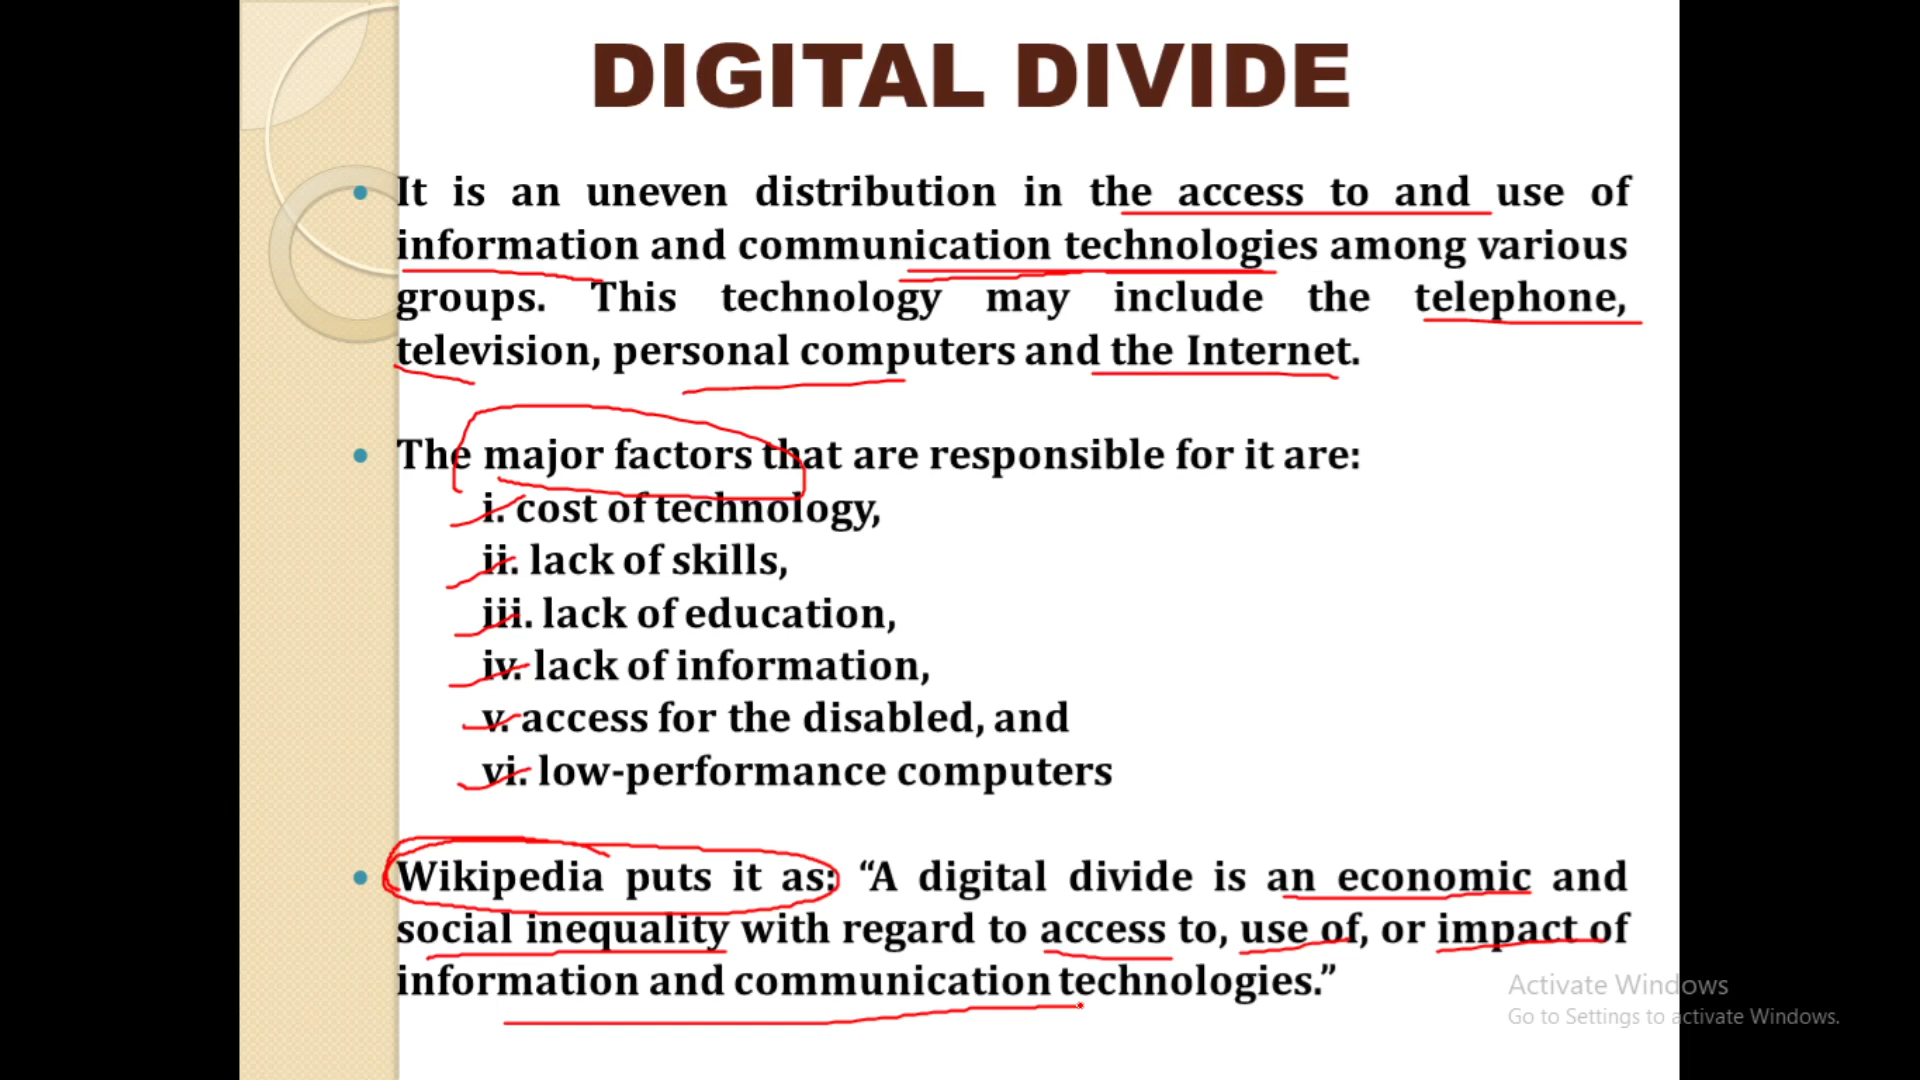 DIGITAL DIVIDE
It is an uneven distribution in the access to and use of
information and communication technologies among various
groups. This technology may include the telephone,
television, personal computers and the Internet.
The major factors that are responsible for it are:
i. cost of technology,
ii. lack of skills,
iii. lack of education,
iv. lack of information,
v. access for the disabled, and
vi. low-performance computers
Wikipedia puts it as: “A digital divide is an economic and
social inequality with regard to access to, use of, or impact of
information and communication technologies.”
Activate Windows
Go to Settings to activate Windows.